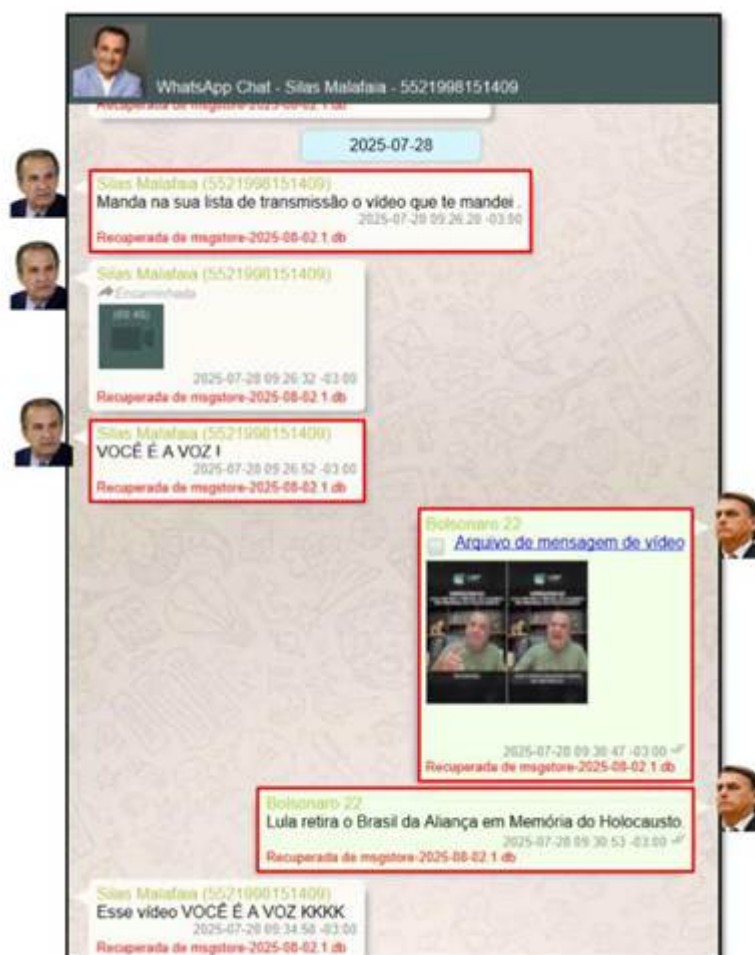 WhatsApp Chat - Silas Malafaia - 5521998151409
Recuperada de msgstore-2025-08-02.1.db
2025-07-28
Silas Malafaia (5521998151409)
Manda na sua lista de transmissão o vídeo que te mandei .
2025-07-28 09:26:28 -03:00
Recuperada de msgstore-2025-08-02.1.db
Silas Malafaia (5521998151409)
Encaminhada
2025-07-28 09:26:32 -03:00
Recuperada de msgstore-2025-08-02.1.db
Silas Malafaia (5521998151409)
VOCÊ É A VOZ !
2025-07-28 09:26:52 -03:00
Recuperada de msgstore-2025-08-02.1.db
Bolsonaro 22
Arquivo de mensagem de vídeo
2025-07-28 09:30:47 -03:00
Recuperada de msgstore-2025-08-02.1.db
Bolsonaro 22
Lula retira o Brasil da Aliança em Memória do Holocausto
2025-07-28 09:30:53 -03:00
Recuperada de msgstore-2025-08-02.1.db
Silas Malafaia (5521998151409)
Esse vídeo VOCÊ É A VOZ KKKK
2025-07-28 09:34:58 -03:00
Recuperada de msgstore-2025-08-02.1.db